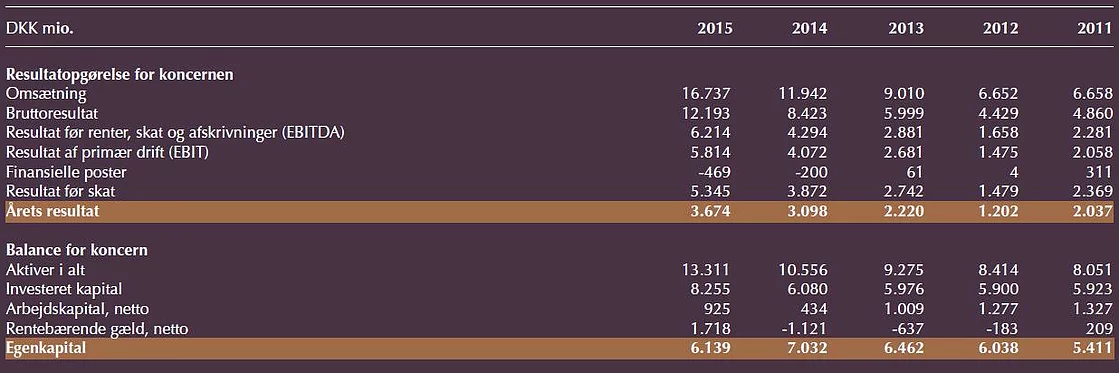 DKK mio. 2015 2014 2013 2012 2011
Resultatopgørelse for koncernen
Omsætning 16.737 11.942 9.010 6.652 6.658
Bruttoresultat 12.193 8.423 5.999 4.429 4.860
Resultat før renter, skat og afskrivninger (EBITDA) 6.214 4.294 2.881 1.658 2.281
Resultat af primær drift (EBIT) 5.814 4.072 2.681 1.475 2.058
Finansielle poster -469 -200 61 4 311
Resultat før skat 5.345 3.872 2.742 1.479 2.369
Årets resultat 3.674 3.098 2.220 1.202 2.037
Balance for koncern
Aktiver i alt 13.311 10.556 9.275 8.414 8.051
Investeret kapital 8.255 6.080 5.976 5.900 5.923
Arbejdskapital, netto 925 434 1.009 1.277 1.327
Rentebærende gæld, netto 1.718 -1.121 -637 -183 209
Egenkapital 6.139 7.032 6.462 6.038 5.411